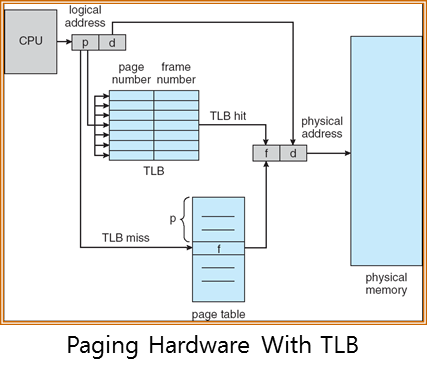 logical
address
CPU
p d
page
number
frame
number
TLB hit
physical
address
f d
TLB
p
TLB miss
f
physical
memory
page table
Paging Hardware With TLB